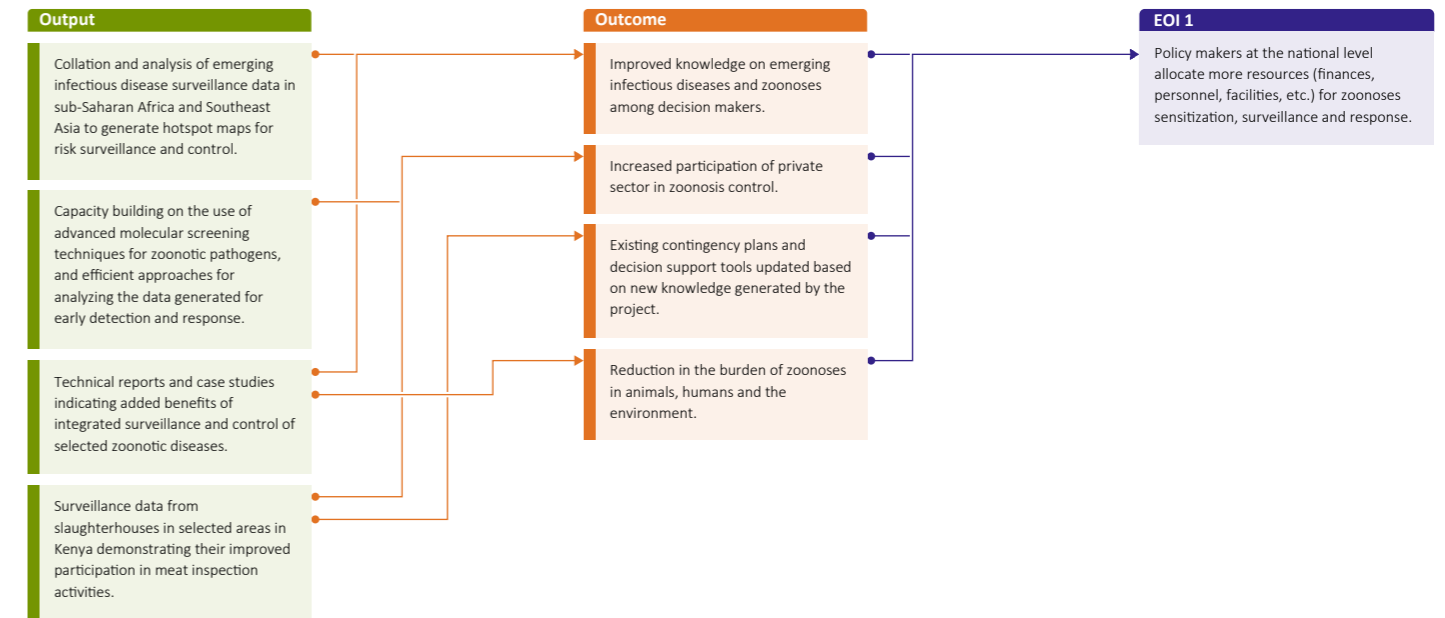 Output
Collation and analysis of emerging
infectious disease surveillance data in
sub-Saharan Africa and Southeast
Asia to generate hotspot maps for
risk surveillance and control.
Capacity building on the use of
advanced molecular screening
techniques for zoonotic pathogens,
and efficient approaches for
analyzing the data generated for
early detection and response.
Technical reports and case studies
indicating added benefits of
integrated surveillance and control of
selected zoonotic diseases.
Surveillance data from
slaughterhouses in selected areas in
Kenya demonstrating their improved
participation in meat inspection
activities.
Outcome
Improved knowledge on emerging
infectious diseases and zoonoses
among decision makers.
Increased participation of private
sector in zoonosis control.
Existing contingency plans and
decision support tools updated based
on new knowledge generated by the
project.
Reduction in the burden of zoonoses
in animals, humans and the
environment.
EOI 1
Policy makers at the national level
allocate more resources (finances,
personnel, facilities, etc.) for zoonoses
sensitization, surveillance and response.